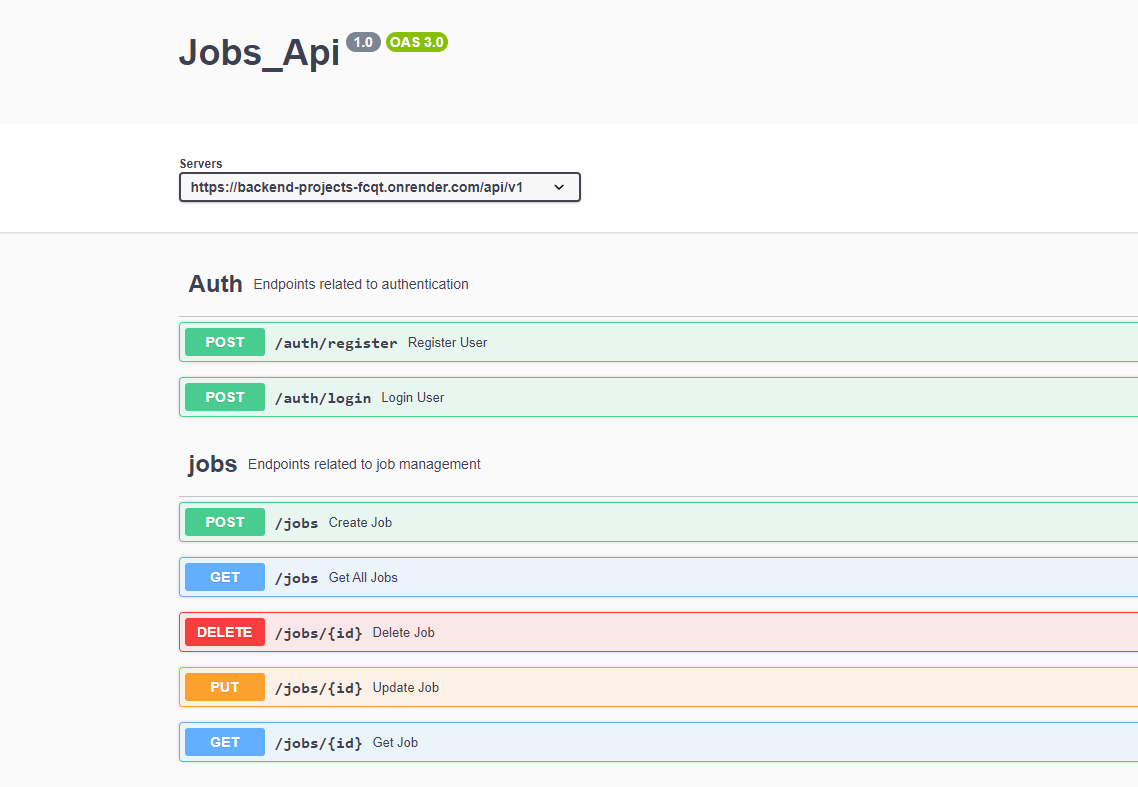 Jobs_Api 1.0 OAS 3.0
Servers
https://backend-projects-fcqt.onrender.com/api/v1
Auth Endpoints related to authentication
POST /auth/register Register User
POST /auth/login Login User
jobs Endpoints related to job management
POST /jobs Create Job
GET /jobs Get All Jobs
DELETE /jobs/{id} Delete Job
PUT /jobs/{id} Update Job
GET /jobs/{id} Get Job